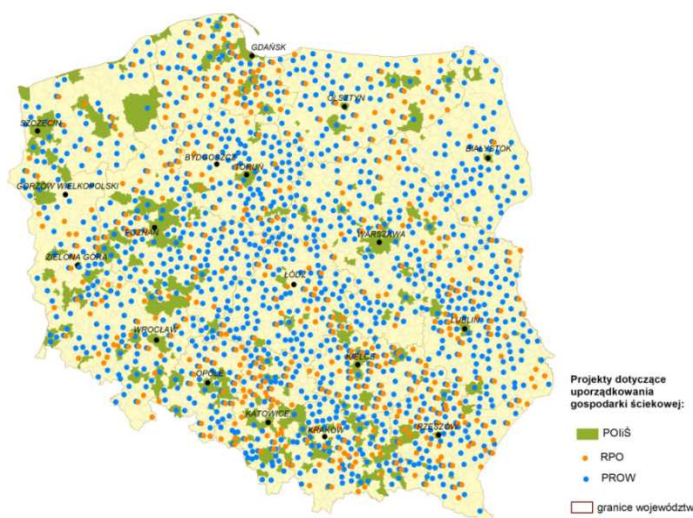 GDAŃSK
OLSZTYN
SZCZECIN
BIAŁYSTOK
BYDGOSZCZ
TORUŃ
GORZÓW WIELKOPOLSKI
POZNAŃ
WARSZAWA
ZIELONA GÓRA
ŁÓDŹ
LUBLIN
WROCŁAW
KIELCE
OPOLE
KATOWICE
KRAKÓW
RZESZÓW
Projekty dotyczące
uporządkowania
gospodarki ściekowej:
POIiŚ
RPO
PROW
granice województw